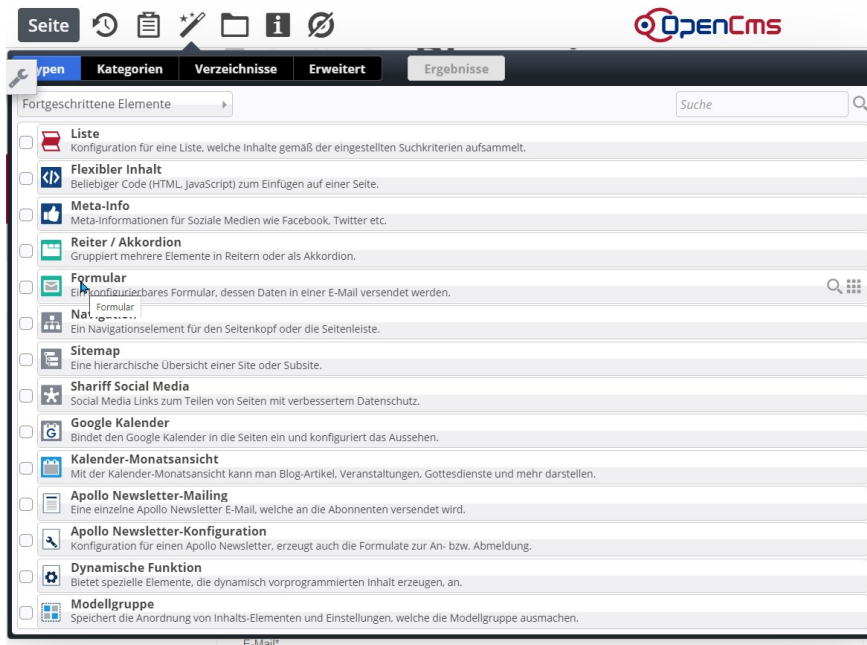 Seite
OpenCms
ypen Kategorien Verzeichnisse Erweitert Ergebnisse
Fortgeschrittene Elemente Suche
Liste
Konfiguration für eine Liste, welche Inhalte gemäß der eingestellten Suchkriterien aufsammelt.
Flexibler Inhalt
Beliebiger Code (HTML, JavaScript) zum Einfügen auf einer Seite.
Meta-Info
Meta-Informationen für Soziale Medien wie Facebook, Twitter etc.
Reiter / Akkordion
Gruppiert mehrere Elemente in Reitern oder als Akkordion.
Formular
Ein konfigurierbares Formular, dessen Daten in einer E-Mail versendet werden.
Formular
Navigation
Ein Navigationselement für den Seitenkopf oder die Seitenleiste.
Sitemap
Eine hierarchische Übersicht einer Site oder Subsite.
Shariff Social Media
Social Media Links zum Teilen von Seiten mit verbessertem Datenschutz.
Google Kalender
Bindet den Google Kalender in die Seiten ein und konfiguriert das Aussehen.
Kalender-Monatsansicht
Mit der Kalender-Monatsansicht kann man Blog-Artikel, Veranstaltungen, Gottesdienste und mehr darstellen.
Apollo Newsletter-Mailing
Eine einzelne Apollo Newsletter E-Mail, welche an die Abonnenten versendet wird.
Apollo Newsletter-Konfiguration
Konfiguration für einen Apollo Newsletter, erzeugt auch die Formulate zur An- bzw. Abmeldung.
Dynamische Funktion
Bietet spezielle Elemente, die dynamisch vorprogrammierten Inhalt erzeugen, an.
Modellgruppe
Speichert die Anordnung von Inhalts-Elementen und Einstellungen, welche die Modellgruppe ausmachen.
E-Mail*